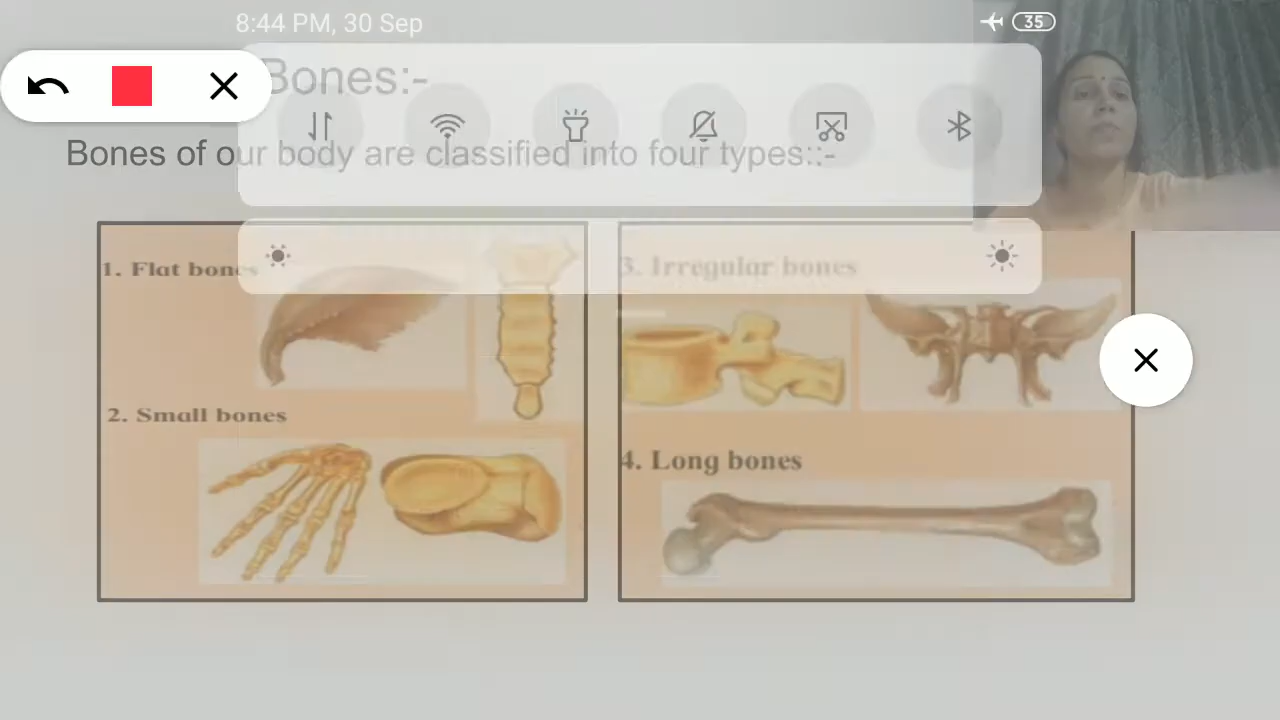 8:44 PM, 30 Sep
35
Bones:-
Bones of our body are classified into four types::-
1. Flat bones
2. Small bones
3. Irregular bones
4. Long bones